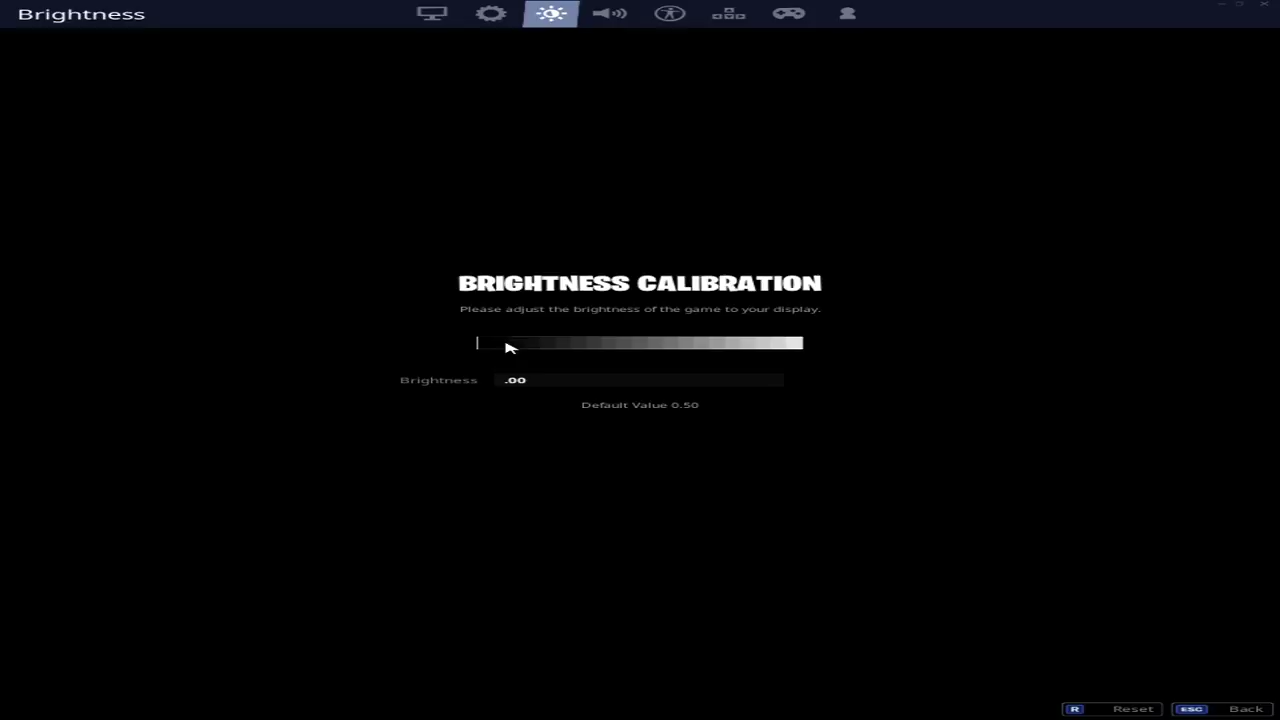 Brightness
BRIGHTNESS CALIBRATION
Please adjust the brightness of the game to your display.
Brightness .00
Default Value 0.50
R Reset ESC Back